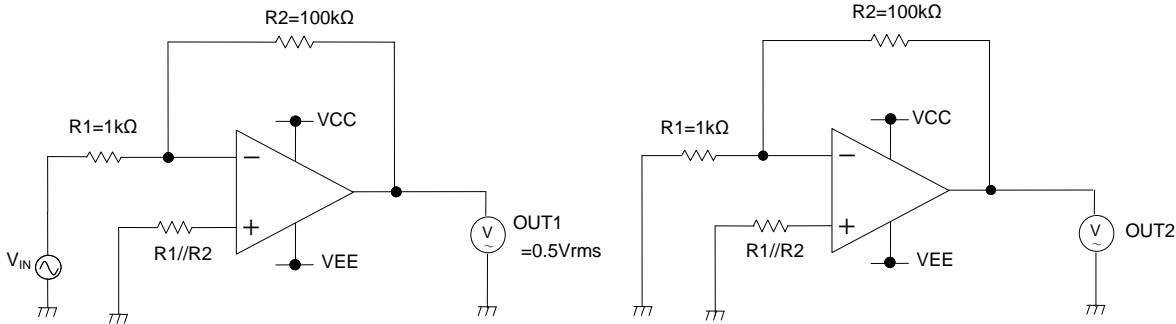 R2=100kΩ
R1=1kΩ
VCC
−
+
R1//R2
VEE
VIN
V
~
OUT1
=0.5Vrms
R2=100kΩ
R1=1kΩ
VCC
−
+
R1//R2
VEE
V
~
OUT2